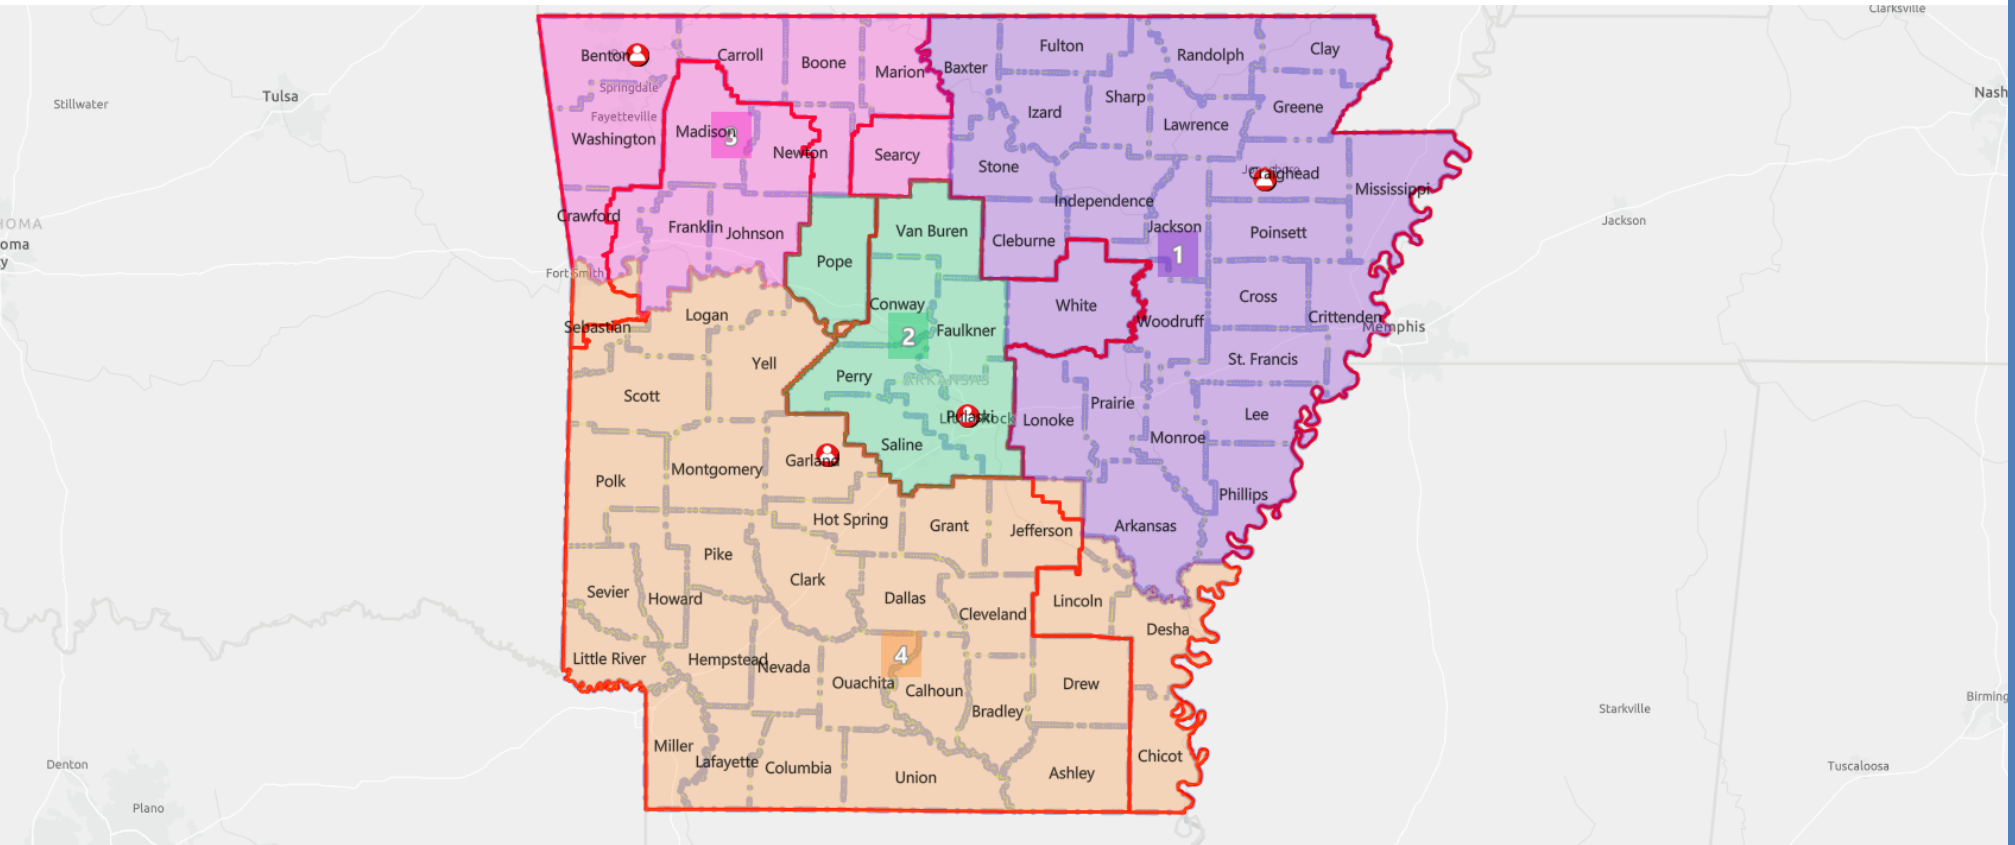 Clarksville
Fulton
Randolph
Clay
Benton
Carroll
Boone
Marion
Baxter
Stillwater
Tulsa
Springdale
Nash
Sharp
Greene
Izard
Fayetteville
Lawrence
Washington
Madison
3
Newton
Searcy
Stone
Craighead
Mississippi
Independence
Crawford
HOMA
oma
y
Franklin
Johnson
Van Buren
Cleburne
Jackson
Poinsett
Jackson
1
Pope
Fort Smith
Conway
White
Cross
Logan
Sebastian
2
Faulkner
Woodruff
Crittenden
Memphis
Yell
St. Francis
Perry
ARKANSAS
Scott
Prairie
Lee
Pulaski
Lonoke
Saline
Monroe
Garland
Montgomery
Polk
Phillips
Hot Spring
Grant
Jefferson
Arkansas
Pike
Clark
Sevier
Howard
Dallas
Cleveland
Lincoln
Desha
Little River
Hempstead
Nevada
4
Ouachita
Calhoun
Drew
Bradley
Starkville
Birming
Miller
Lafayette
Columbia
Union
Ashley
Chicot
Denton
Plano
Tuscaloosa